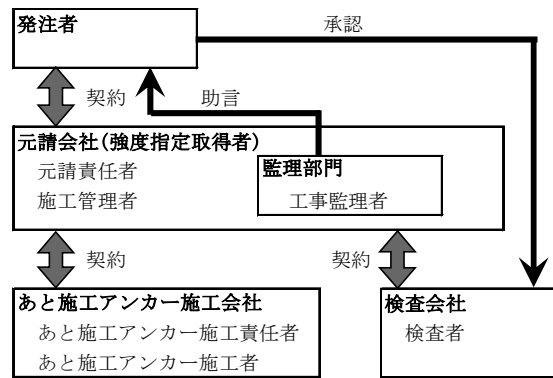 発注者
承認
契約
助言
元請会社(強度指定取得者)
元請責任者
監理部門
施工管理者
工事監理者
契約
契約
あと施工アンカー施工会社
検査会社
あと施工アンカー施工責任者
検査者
あと施工アンカー施工者